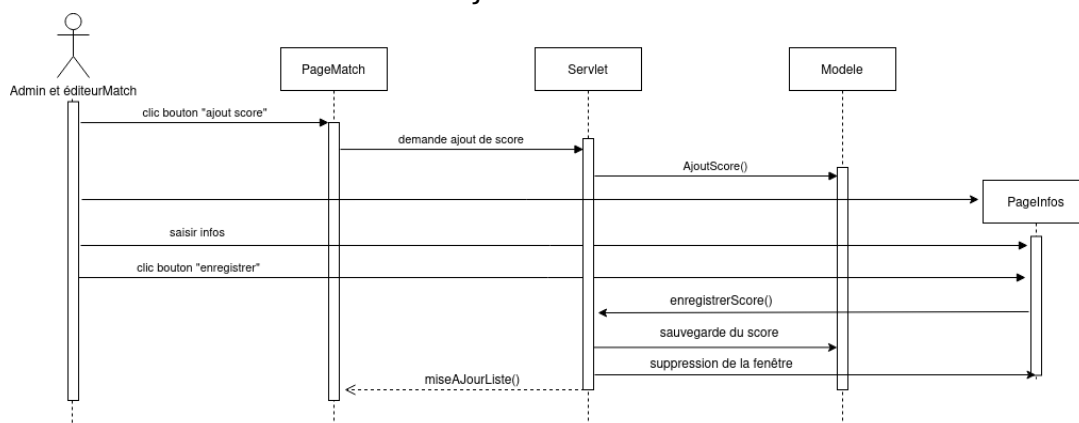 Admin et éditeurMatch
PageMatch
Servlet
Modele
clic bouton "ajout score"
demande ajout de score
AjoutScore()
PageInfos
saisir infos
clic bouton "enregistrer"
enregistrerScore()
sauvegarde du score
suppression de la fenêtre
miseAJourListe()